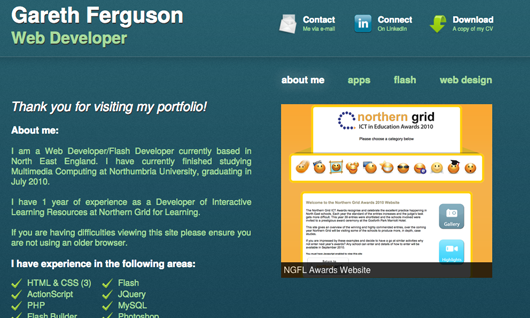 Gareth Ferguson
Web Developer
Contact
Me via e-mail
Connect
On LinkedIn
Download
A copy of my CV
about me
apps
flash
web design
Thank you for visiting my portfolio!
About me:
I am a Web Developer/Flash Developer currently based in
North East England. I have currently finished studying
Multimedia Computing at Northumbria University, graduating in
July 2010.
I have 1 year of experience as a Developer of Interactive
Learning Resources at Northern Grid for Learning.
If you are having difficulties viewing this site please ensure you
are not using an older browser.
I have experience in the following areas:
HTML & CSS (3)
Flash
ActionScript
JQuery
PHP
MySQL
Flash Builder
Photoshop
northern grid
ICT in Education Awards 2010
Please choose a category below
Welcome to the Northern Grid ICT in Education Awards 2010 Website
Gallery
Highlights
NGFL Awards Website